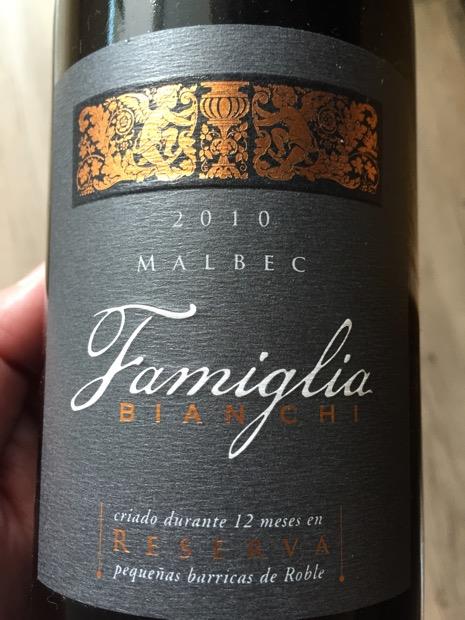 2010
MALBEC
Famiglia
BIANCHI
criado durante 12 meses en
RESERVA
pequeñas barricas de Roble